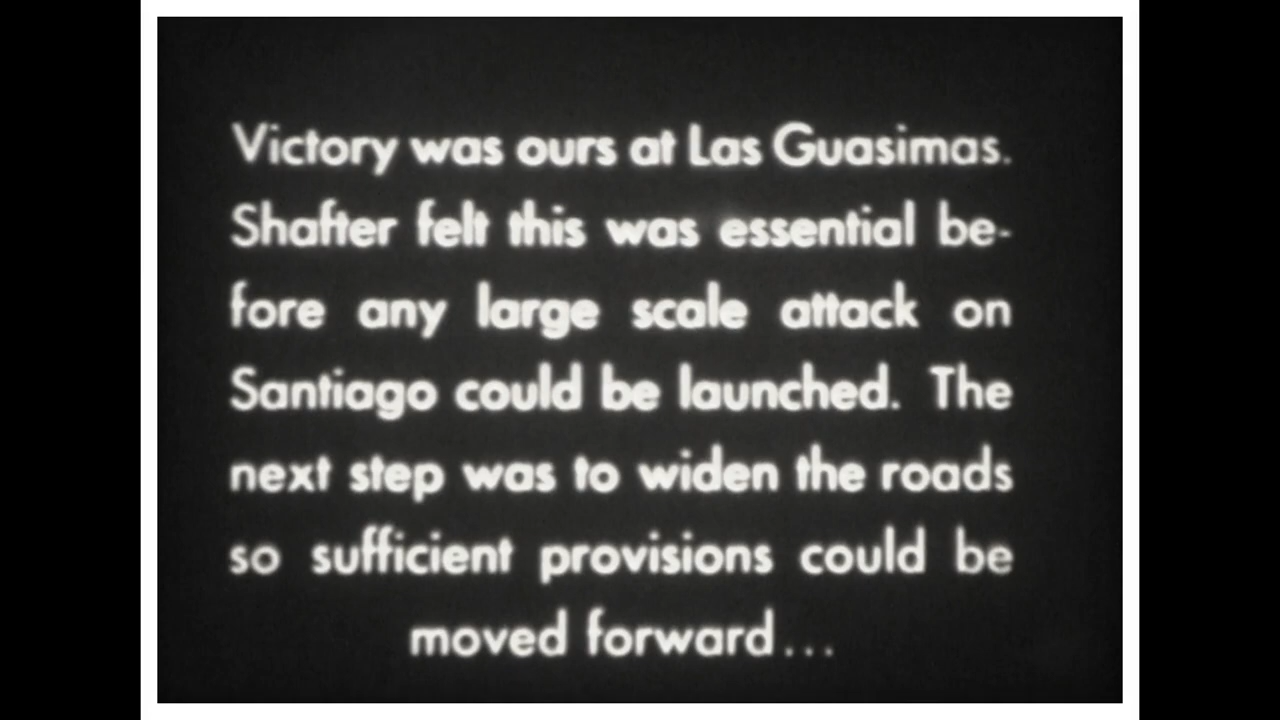 Victory was ours at Las Guasimas.
Shafter felt this was essential be-
fore any large scale attack on
Santiago could be launched. The
next step was to widen the roads
so sufficient provisions could be
moved forward...